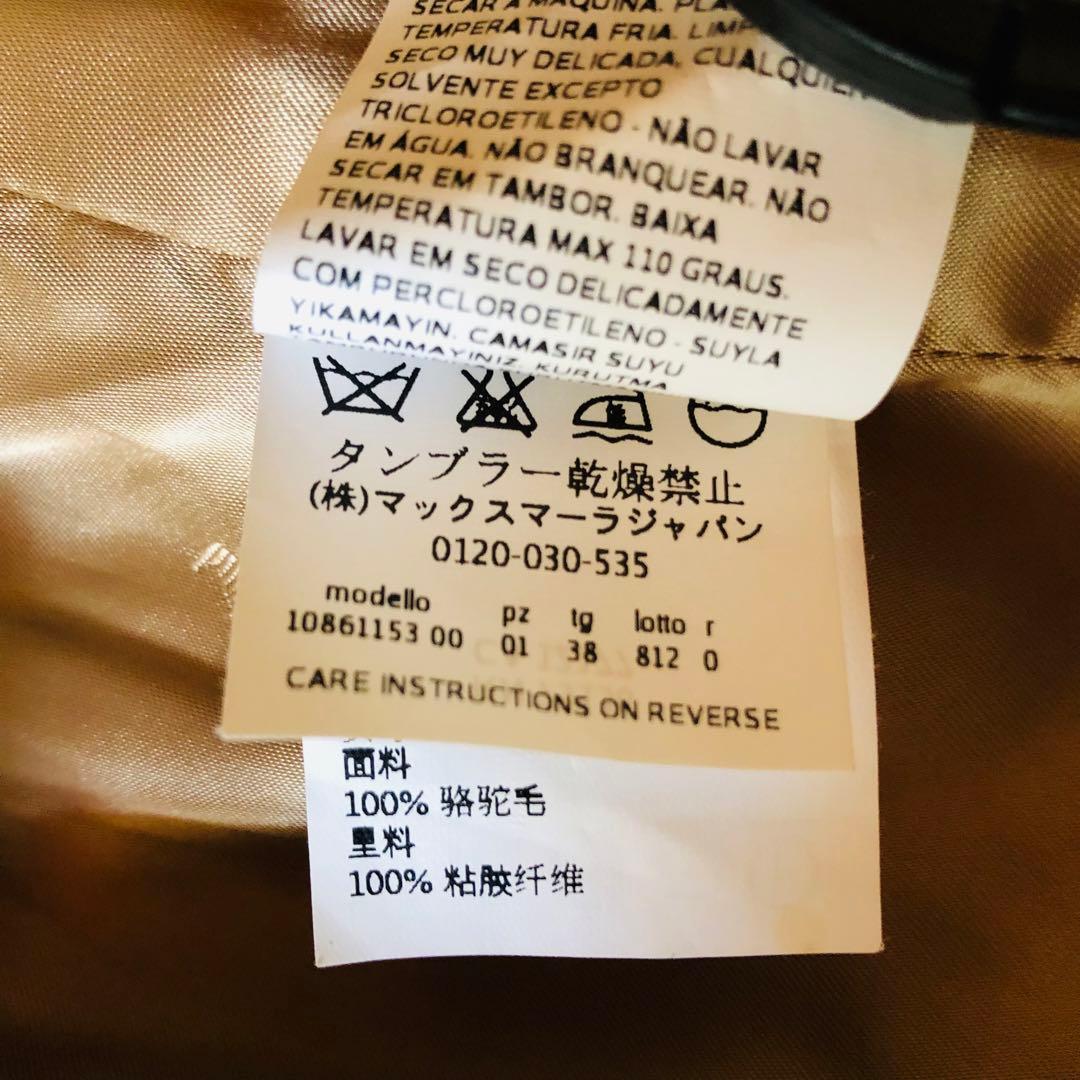 SECAR A MAQUINA.
TEMPERATURA FRIA.
SECO MUY DELICADA, CUALQUIER
SOLVENTE EXCEPTO
TRICLOROETILENO - NÃO LAVAR
EM ÁGUA. NÃO BRANQUEAR. NÃO
SECAR EM TAMBOR. BAIXA
TEMPERATURA MAX 110 GRAUS.
LAVAR EM SECO DELICADAMENTE
COM PERCLOROETILENO - SUYLA
YIKAMAYIN. CAMASIR SUYU
KULLANMAYINIZ. KURUTMA
タンブラー乾燥禁止
(株)マックスマーラジャパン
0120-030-535
modello pz tg lotto r
10861153 00 01 38 812 0
CARE INSTRUCTIONS ON REVERSE
面料
100% 骆驼毛
里料
100% 粘胶纤维